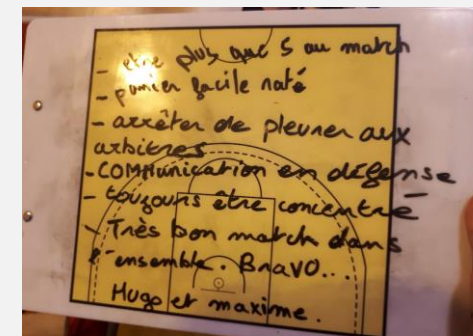 - être plus que 5 au match
- panier facile raté
- arrêter de pleurer aux
arbitres
- COMMunication en défense
- toujours être concentré
- Très bon match dans
l'ensemble. BraVO...
Hugo et maxime.